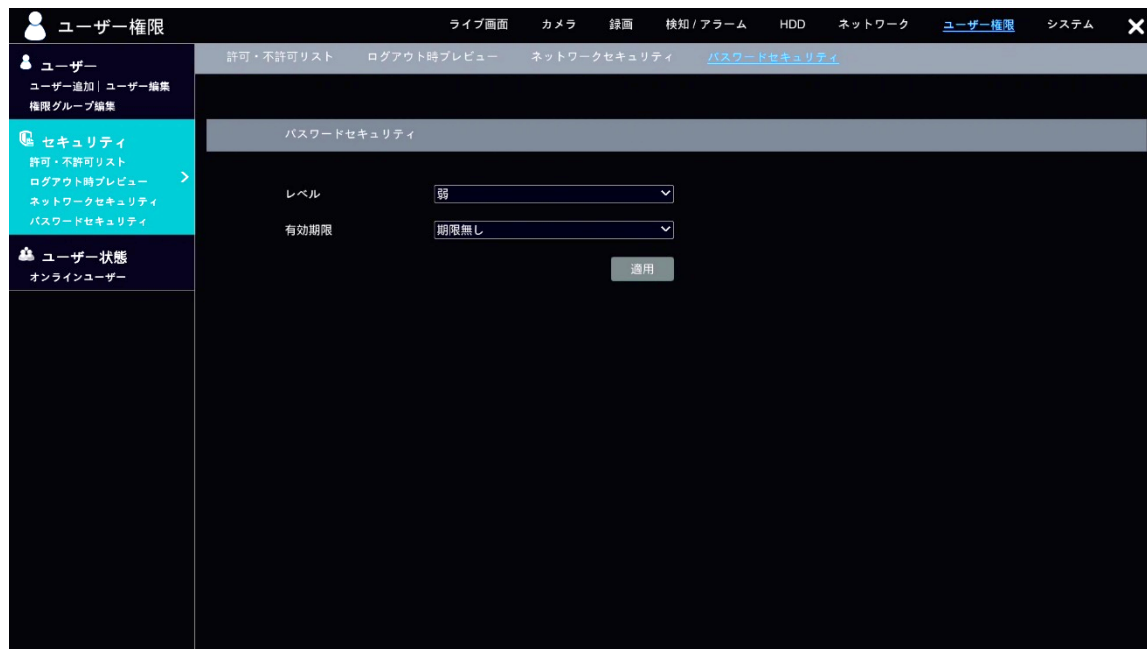 ユーザー権限
ライブ画面 カメラ 録画 検知 / アラーム HDD ネットワーク ユーザー権限 システム X
許可・不許可リスト ログアウト時プレビュー ネットワークセキュリティ パスワードセキュリティ
ユーザー
ユーザー追加 | ユーザー編集
権限グループ編集
セキュリティ
許可・不許可リスト
ログアウト時プレビュー >
ネットワークセキュリティ
パスワードセキュリティ
ユーザー状態
オンラインユーザー
パスワードセキュリティ
レベル 弱
有効期限 期限無し
適用